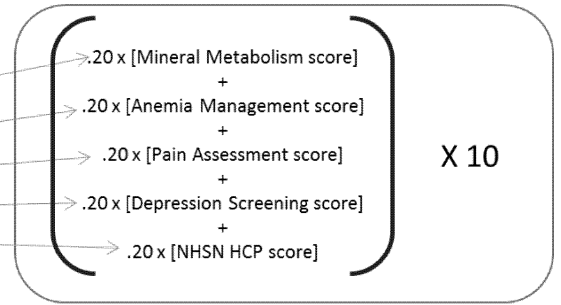 .20 x [Mineral Metabolism score]
+
.20 x [Anemia Management score]
+
.20 x [Pain Assessment score]
+
.20 x [Depression Screening score]
+
.20 x [NHSN HCP score]
X 10